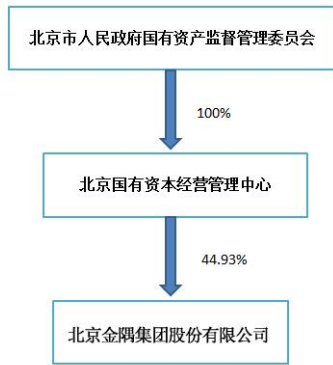 北京市人民政府国有资产监督管理委员会
100%
北京国有资本经营管理中心
44.93%
北京金隅集团股份有限公司